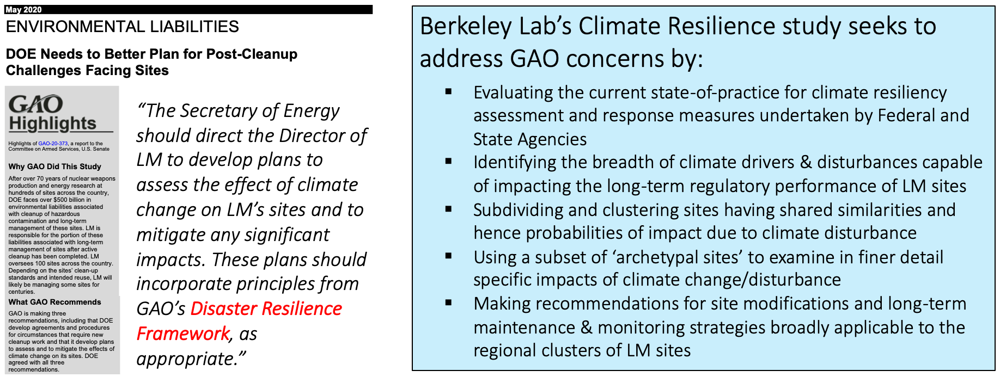 May 2020
ENVIRONMENTAL LIABILITIES
DOE Needs to Better Plan for Post-Cleanup
Challenges Facing Sites
GAO
Highlights
Highlights of GAO-20-373, a report to the
Committee on Armed Services, U.S. Senate
Why GAO Did This Study
After over 70 years of nuclear weapons
production and energy research at
hundreds of sites across the country,
DOE faces over $500 billion in
environmental liabilities associated
with cleanup of hazardous
contamination and long-term
management of these sites. LM is
responsible for the portion of these
liabilities associated with long-term
management of sites after active
cleanup has been completed. LM
oversees 100 sites across the country.
Depending on the sites’ clean-up
standards and intended reuse, LM will
likely be managing some sites for
centuries.
What GAO Recommends
GAO is making three
recommendations, including that DOE
develop agreements and procedures
for circumstances that require new
cleanup work and that it develop plans
to assess and to mitigate the effects of
climate change on its sites. DOE
agreed with all three
recommendations.
“The Secretary of Energy
should direct the Director of
LM to develop plans to
assess the effect of climate
change on LM’s sites and to
mitigate any significant
impacts. These plans should
incorporate principles from
GAO’s Disaster Resilience
Framework, as
appropriate.”
Berkeley Lab’s Climate Resilience study seeks to
address GAO concerns by:
▪ Evaluating the current state-of-practice for climate resiliency
assessment and response measures undertaken by Federal and
State Agencies
▪ Identifying the breadth of climate drivers & disturbances capable
of impacting the long-term regulatory performance of LM sites
▪ Subdividing and clustering sites having shared similarities and
hence probabilities of impact due to climate disturbance
▪ Using a subset of ‘archetypal sites’ to examine in finer detail
specific impacts of climate change/disturbance
▪ Making recommendations for site modifications and long-term
maintenance & monitoring strategies broadly applicable to the
regional clusters of LM sites